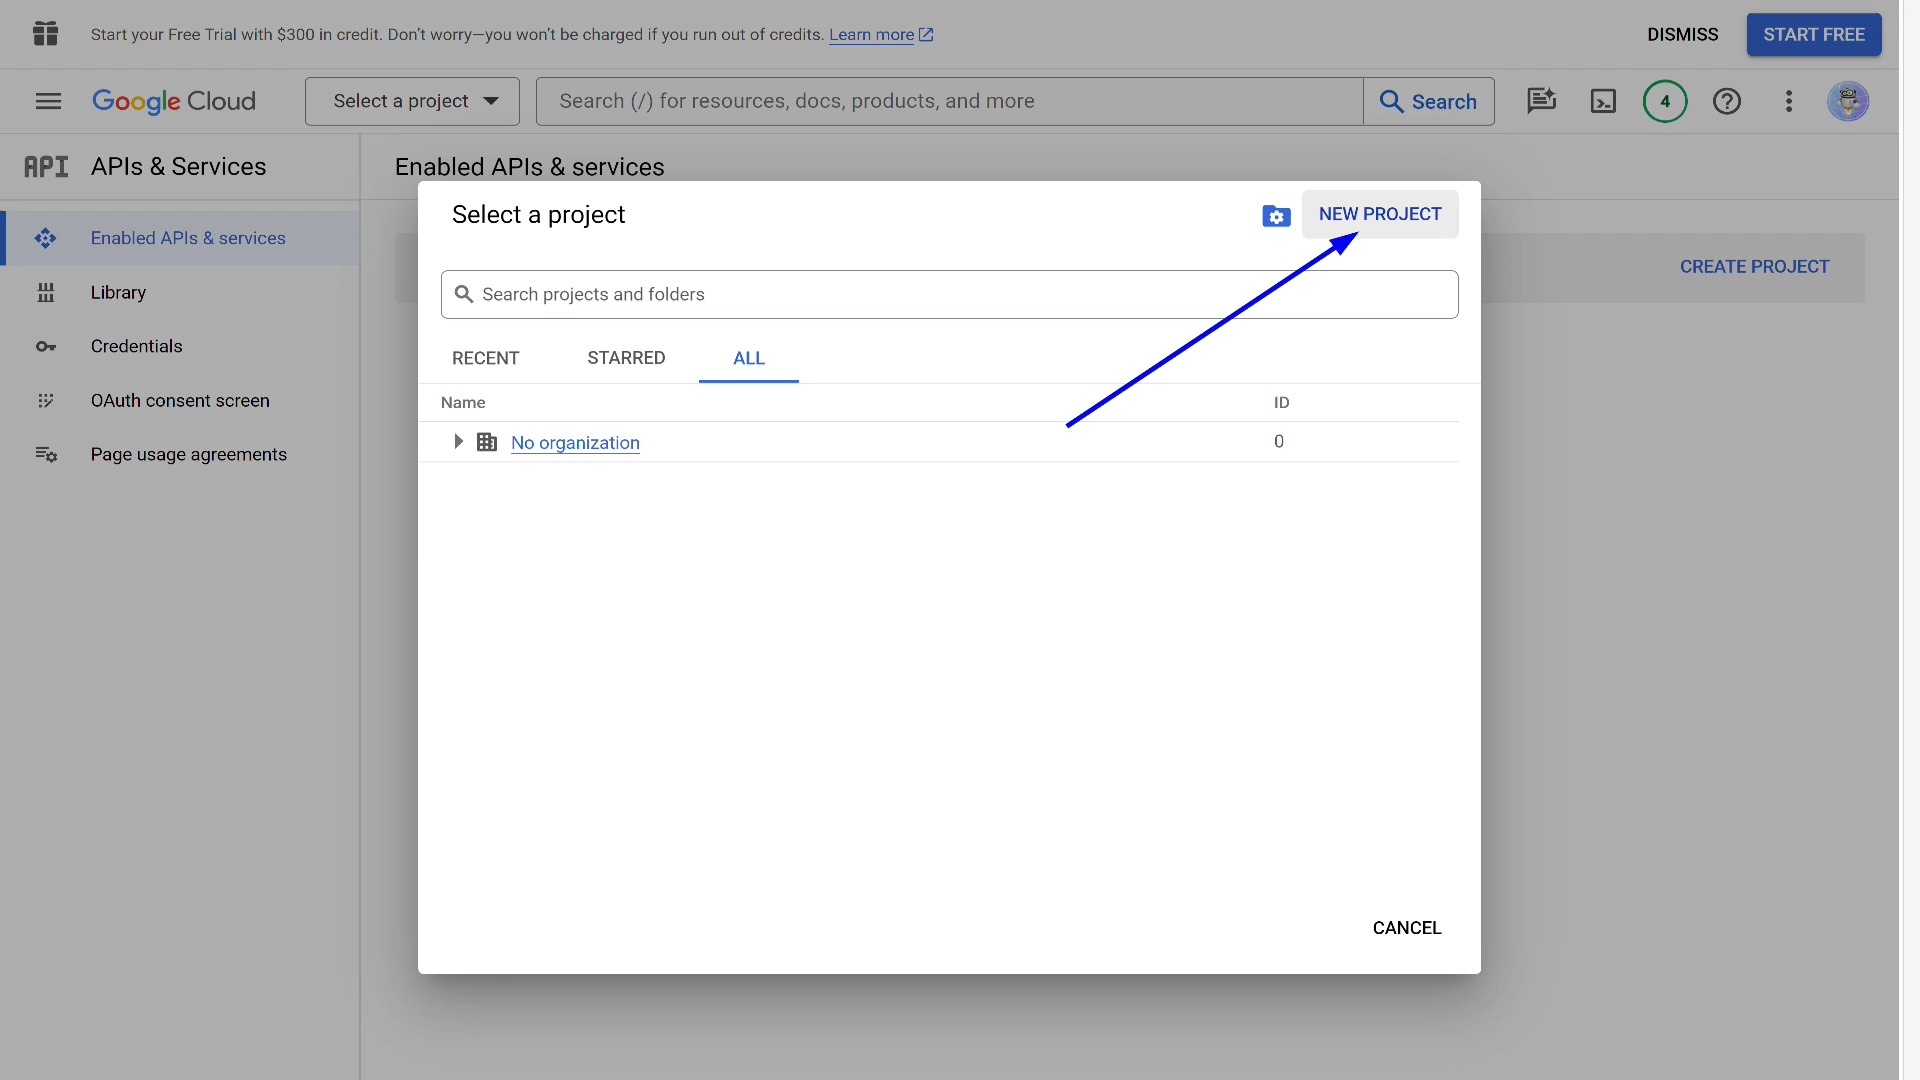 Start your Free Trial with $300 in credit. Don't worry—you won't be charged if you run out of credits. Learn more
DISMISS
START FREE
Google Cloud
Select a project
Search (/) for resources, docs, products, and more
Search
4
API
APIs & Services
Enabled APIs & services
Enabled APIs & services
Library
Credentials
OAuth consent screen
Page usage agreements
CREATE PROJECT
Select a project
NEW PROJECT
Search projects and folders
RECENT
STARRED
ALL
Name
ID
No organization
0
CANCEL